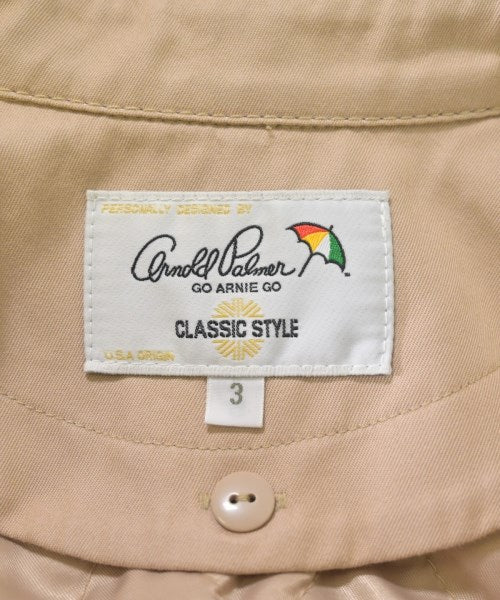 PERSONALLY DESIGNED BY
Arnold Palmer
GO ARNIE GO
CLASSIC STYLE
U.S.A ORIGIN
3